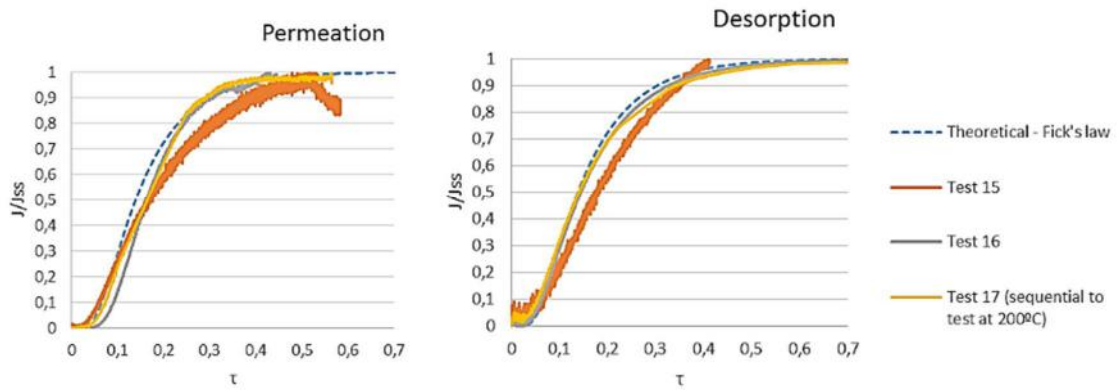 Permeation
1
0,9
0,8
0,7
0,6
0,5
0,4
0,3
0,2
0,1
0
J/Jss
0 0,1 0,2 0,3 0,4 0,5 0,6 0,7
τ
Desorption
1
0,9
0,8
0,7
0,6
0,5
0,4
0,3
0,2
0,1
0
J/Jss
0 0,1 0,2 0,3 0,4 0,5 0,6 0,7
τ
Theoretical - Fick's law
Test 15
Test 16
Test 17 (sequential to
test at 200ºC)